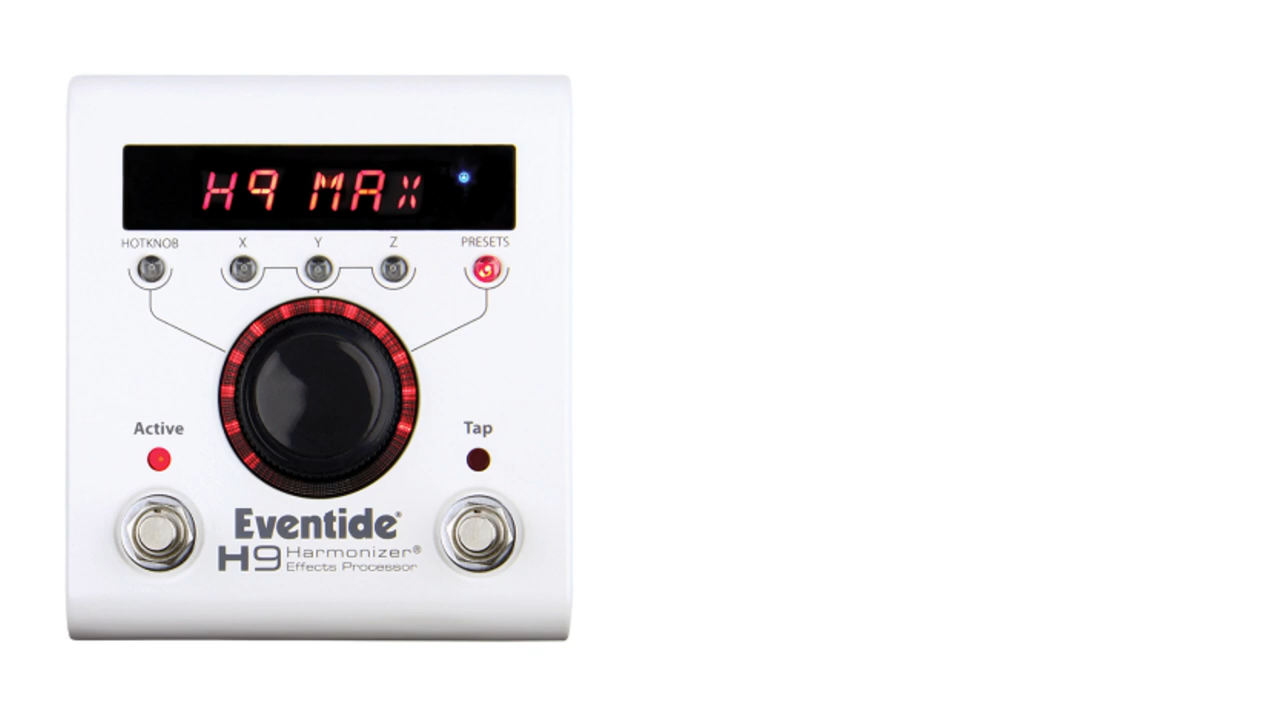 H9 MAX
HOTKNOB X Y Z PRESETS
Active Tap
Eventide®
H9 Harmonizer®
Effects Processor